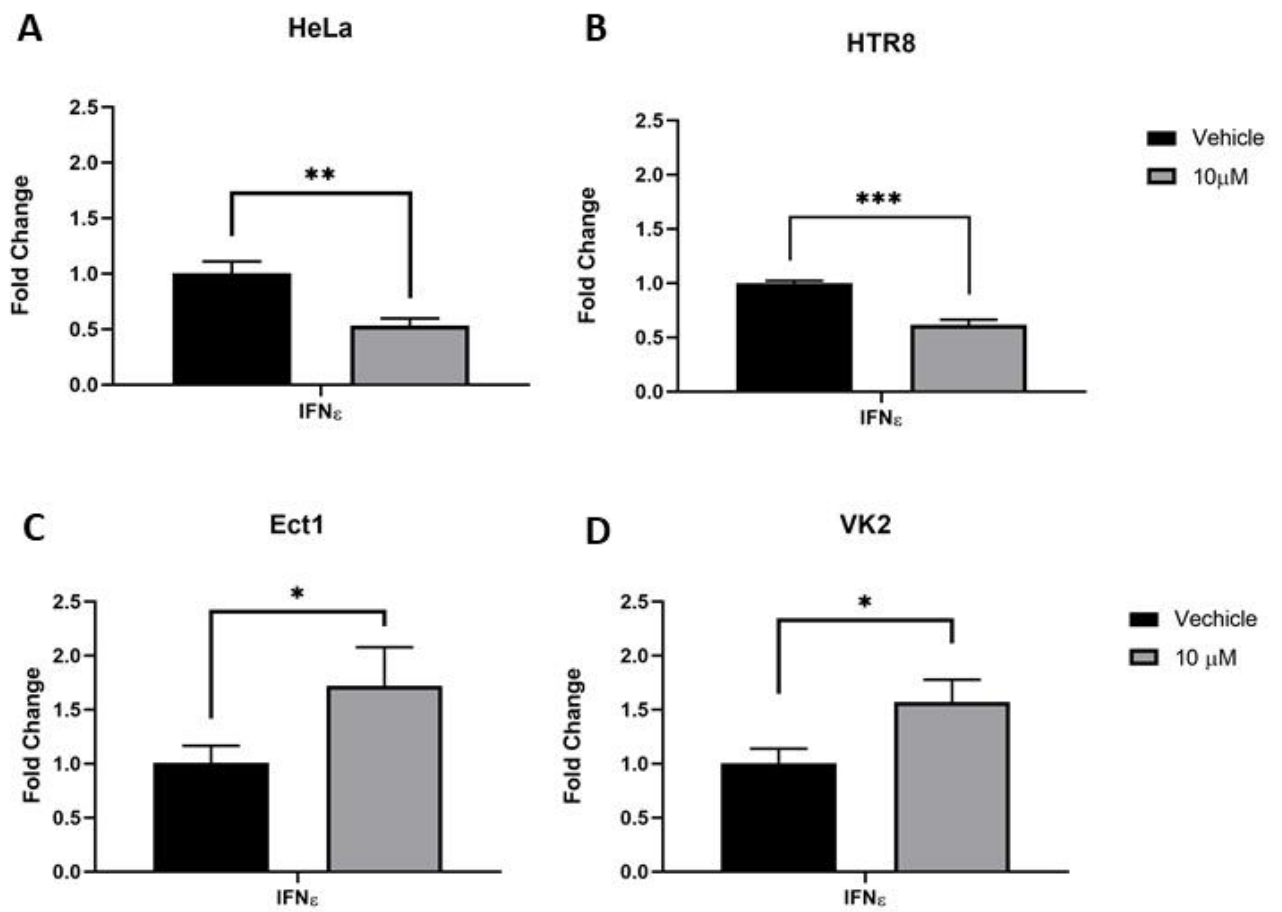 A
HeLa
Fold Change
2.5
2.0
1.5
1.0
0.5
0.0
**
IFNε
B
HTR8
Fold Change
2.5
2.0
1.5
1.0
0.5
0.0
***
IFNε
Vehicle
10μM
C
Ect1
Fold Change
2.5
2.0
1.5
1.0
0.5
0.0
*
IFNε
D
VK2
Fold Change
2.5
2.0
1.5
1.0
0.5
0.0
*
IFNε
Vechicle
10 μM